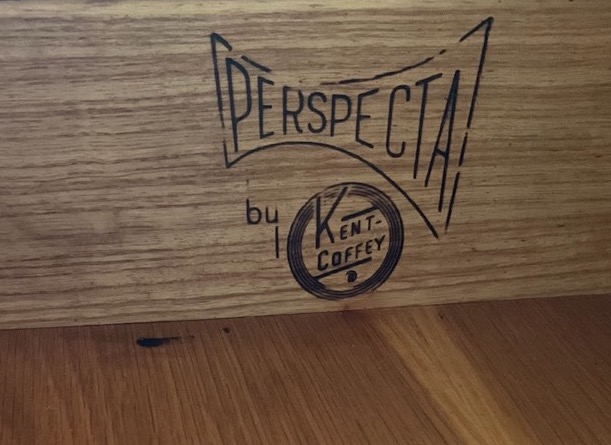 PERSPECTA
by
KENT-
COFFEY